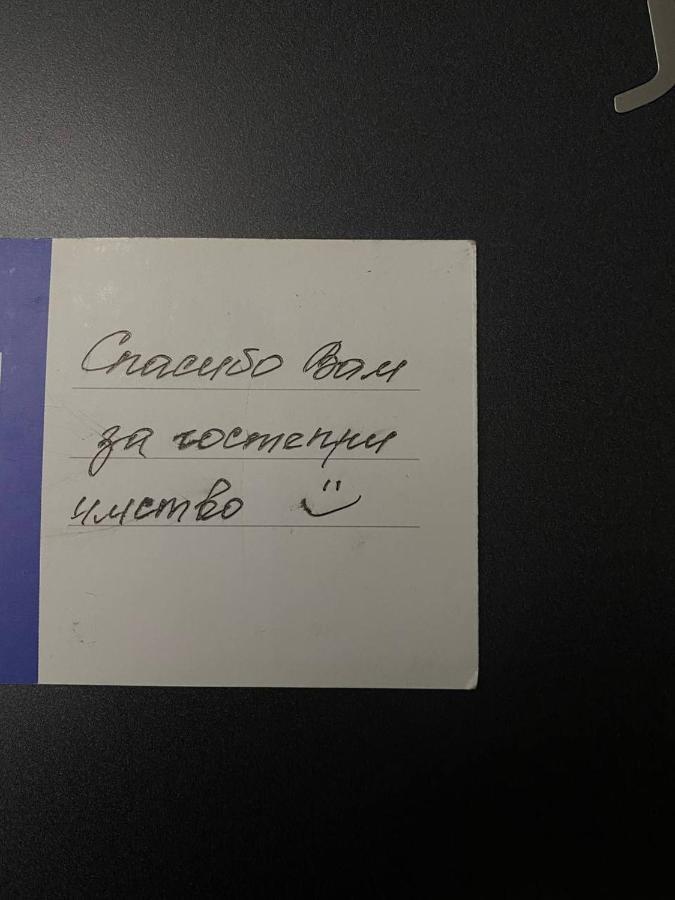 Спасибо Вам
за гостепри
имство